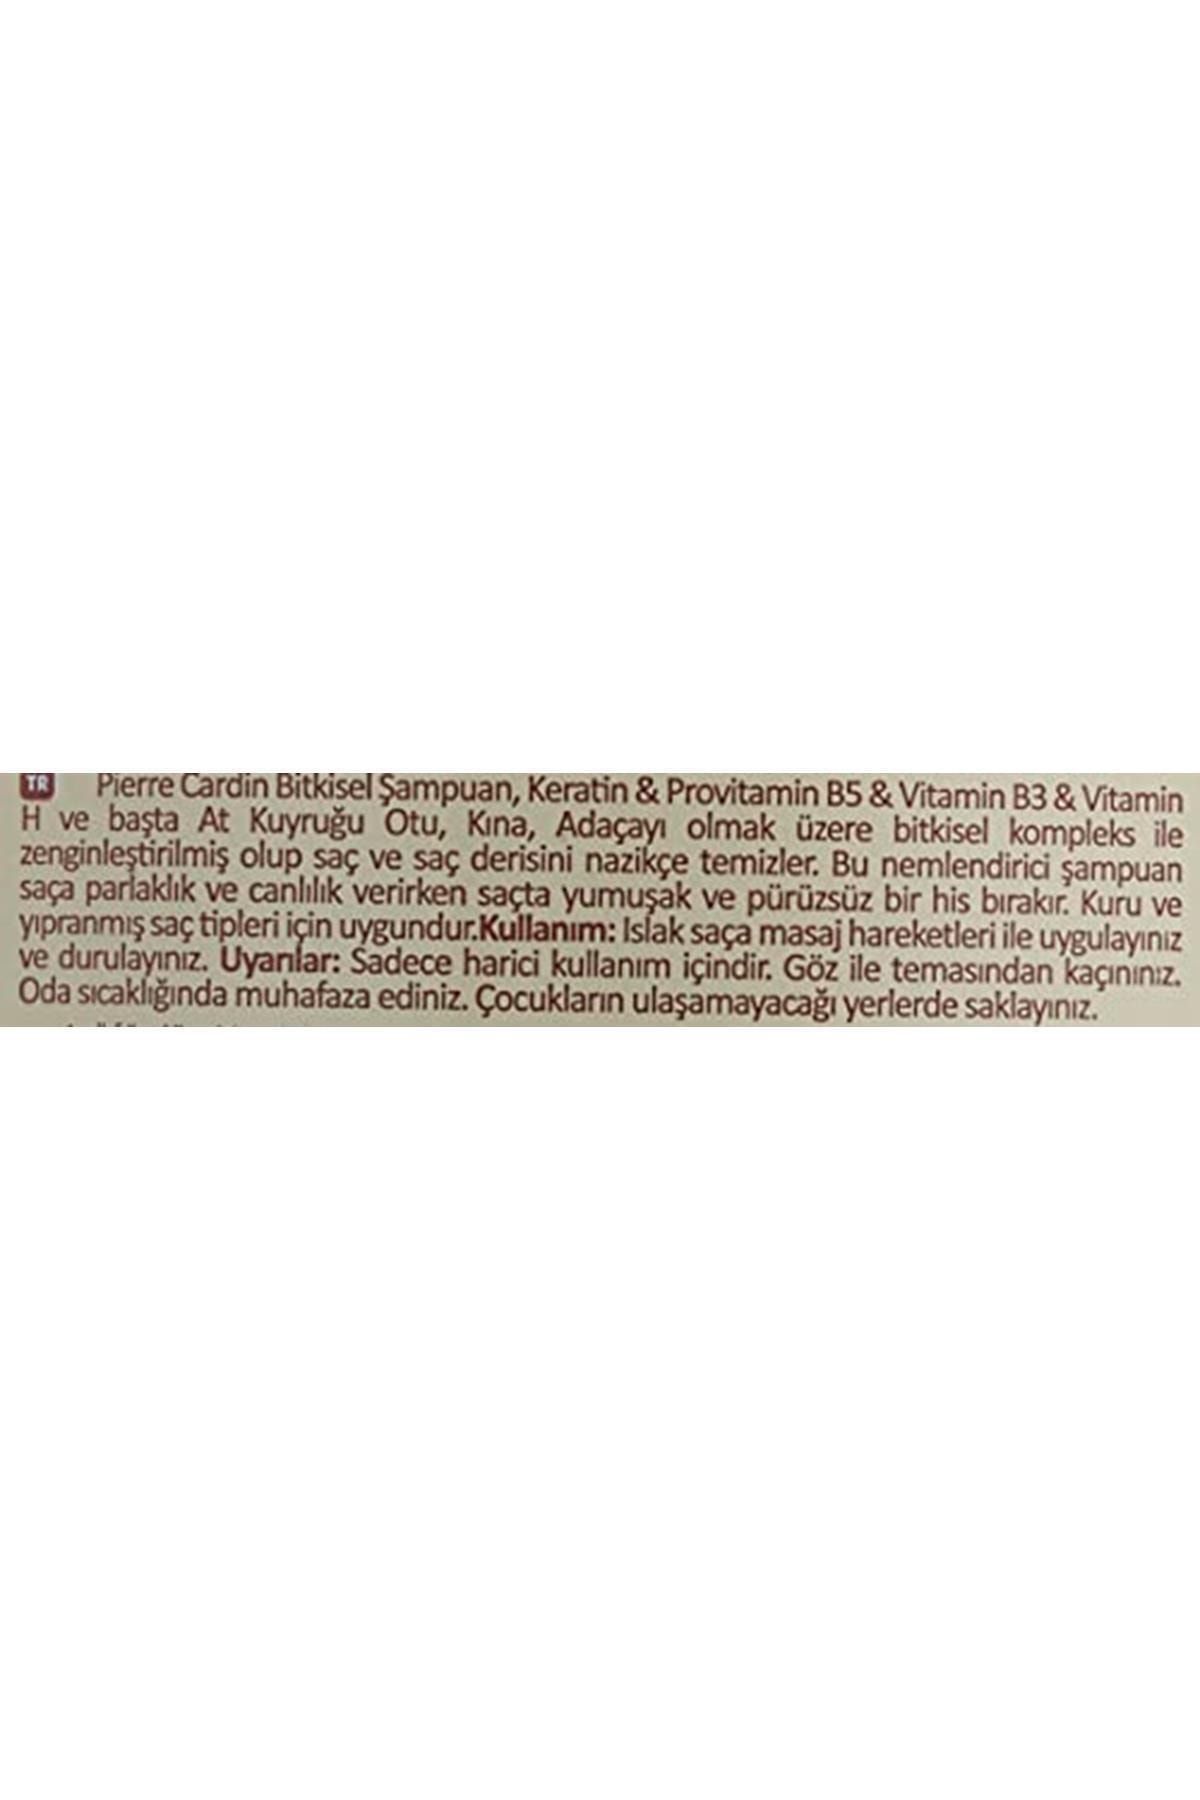 TR Pierre Cardin Bitkisel Şampuan, Keratin & Provitamin B5 & Vitamin B3 & Vitamin
H ve başta At Kuyruğu Otu, Kına, Adaçayı olmak üzere bitkisel kompleks ile
zenginleştirilmiş olup saç ve saç derisini nazikçe temizler. Bu nemlendirici şampuan
saça parlaklık ve canlılık verirken saçta yumuşak ve pürüzsüz bir his bırakır. Kuru ve
yıpranmış saç tipleri için uygundur.Kullanım: Islak saça masaj hareketleri ile uygulayınız
ve durulayınız. Uyarılar: Sadece harici kullanım içindir. Göz ile temasından kaçınınız.
Oda sıcaklığında muhafaza ediniz. Çocukların ulaşamayacağı yerlerde saklayınız.